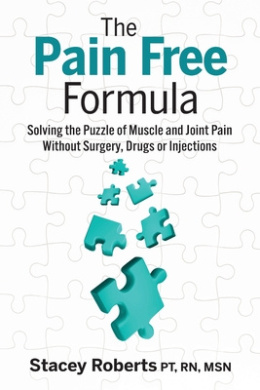 The
Pain Free
Formula
Solving the Puzzle of Muscle and Joint Pain
Without Surgery, Drugs or Injections
Stacey Roberts PT, RN, MSN